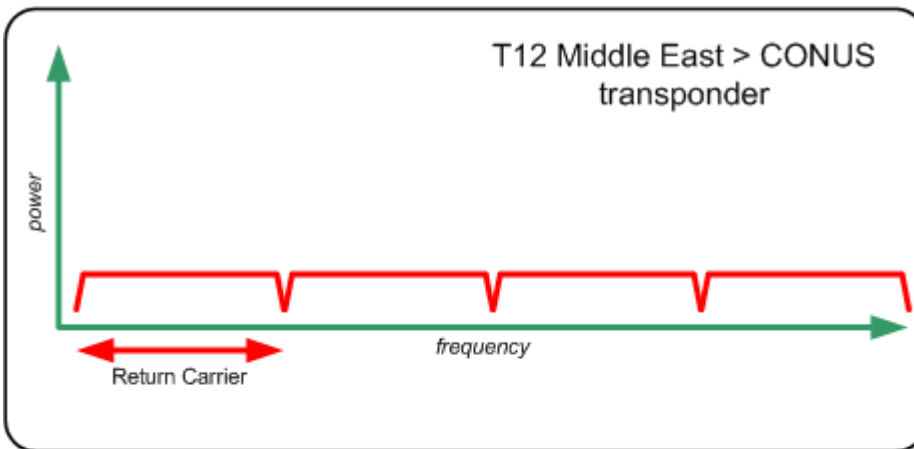 T12 Middle East > CONUS
transponder
power
frequency
Return Carrier